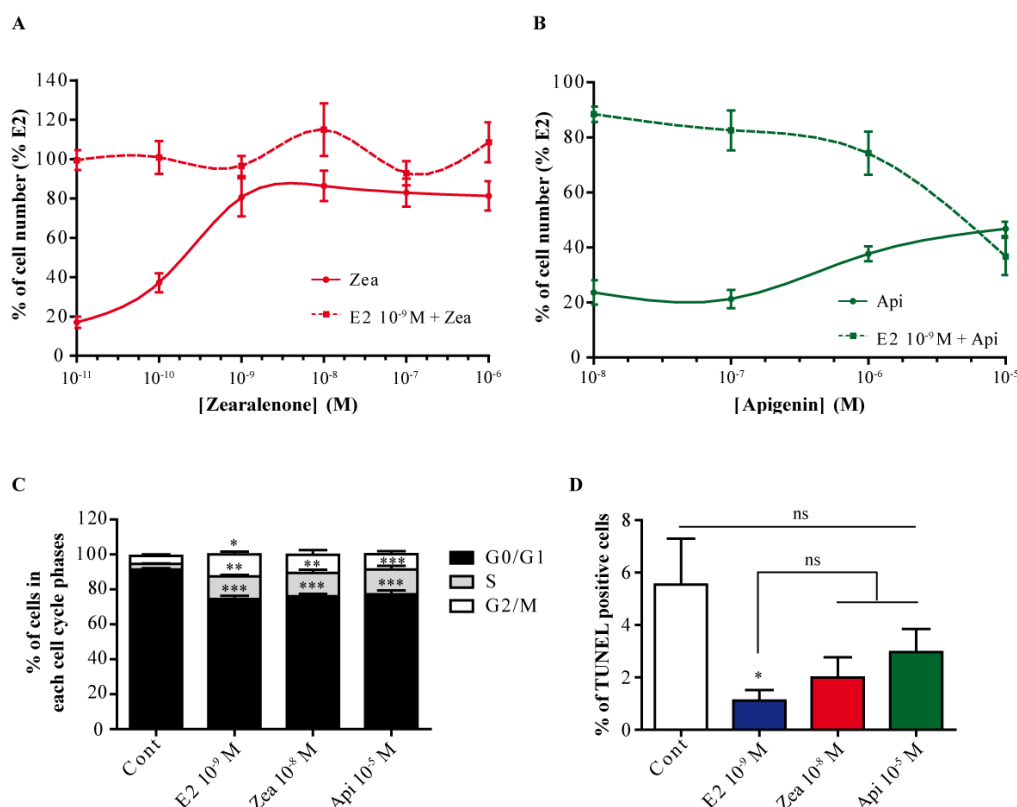 A
B
% of cell number (% E2)
140
120
100
80
60
40
20
0
Zea
E2 10⁻⁹M + Zea
10⁻¹¹ 10⁻¹⁰ 10⁻⁹ 10⁻⁸ 10⁻⁷ 10⁻⁶
[Zearalenone] (M)
% of cell number (% E2)
100
80
60
40
20
0
Api
E2 10⁻⁹M + Api
10⁻⁸ 10⁻⁷ 10⁻⁶ 10⁻⁵
[Apigenin] (M)
C
% of cells in
each cell cycle phases
120
100
80
60
40
20
0
*
** ** ***
*** *** ***
G0/G1
S
G2/M
Cont E2 10⁻⁹ M Zea 10⁻⁸ M Api 10⁻⁵ M
D
% of TUNEL positive cells
8
6
4
2
0
ns
ns
*
Cont E2 10⁻⁹ M Zea 10⁻⁸ M Api 10⁻⁵ M